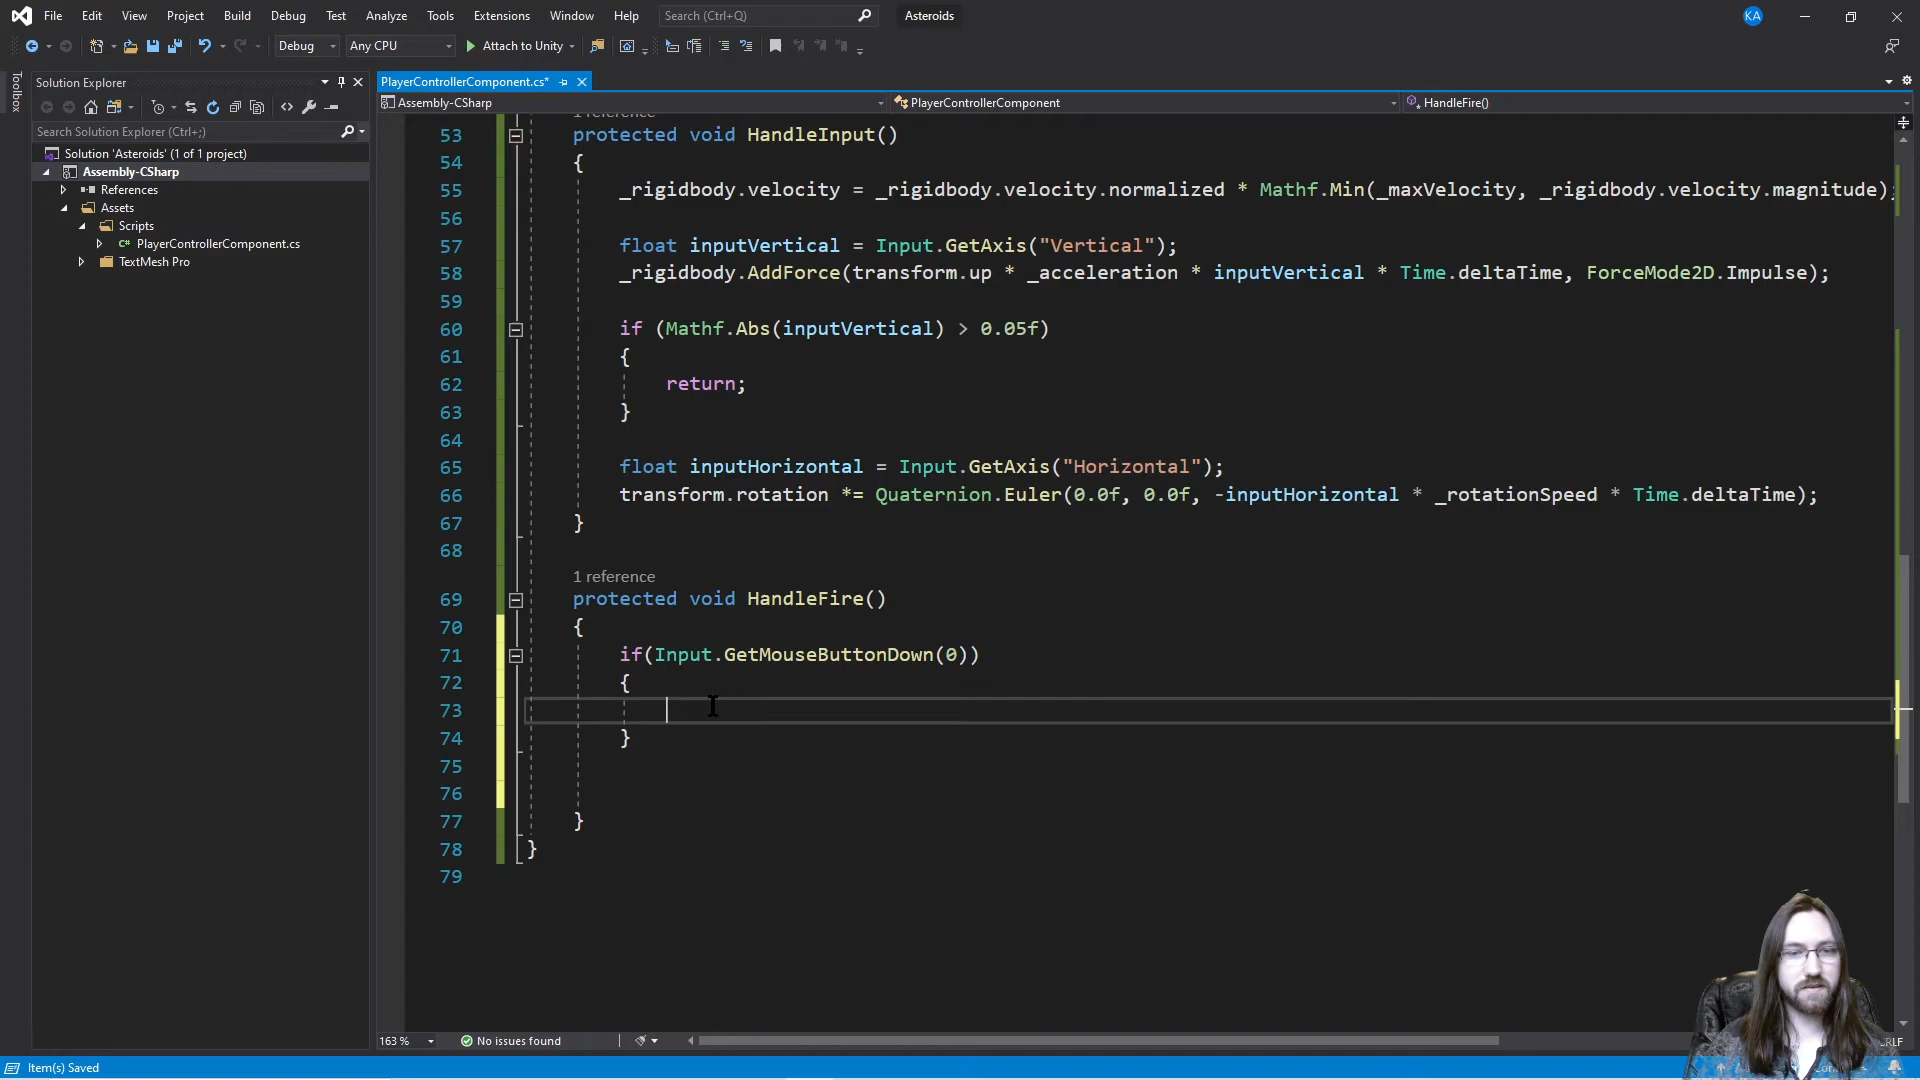 File Edit View Project Build Debug Test Analyze Tools Extensions Window Help Search (Ctrl+Q) Asteroids KA
Debug Any CPU Attach to Unity
Toolbox
Solution Explorer
Search Solution Explorer (Ctrl+;)
Solution 'Asteroids' (1 of 1 project)
Assembly-CSharp
References
Assets
Scripts
C# PlayerControllerComponent.cs
TextMesh Pro
PlayerControllerComponent.cs*
Assembly-CSharp PlayerControllerComponent HandleFire()
1 reference
53 protected void HandleInput()
54 {
55 _rigidbody.velocity = _rigidbody.velocity.normalized * Mathf.Min(_maxVelocity, _rigidbody.velocity.magnitude);
56
57 float inputVertical = Input.GetAxis("Vertical");
58 _rigidbody.AddForce(transform.up * _acceleration * inputVertical * Time.deltaTime, ForceMode2D.Impulse);
59
60 if (Mathf.Abs(inputVertical) > 0.05f)
61 {
62 return;
63 }
64
65 float inputHorizontal = Input.GetAxis("Horizontal");
66 transform.rotation *= Quaternion.Euler(0.0f, 0.0f, -inputHorizontal * _rotationSpeed * Time.deltaTime);
67 }
68
1 reference
69 protected void HandleFire()
70 {
71 if(Input.GetMouseButtonDown(0))
72 {
73
74 }
75
76
77 }
78 }
79
163 % No issues found
Item(s) Saved